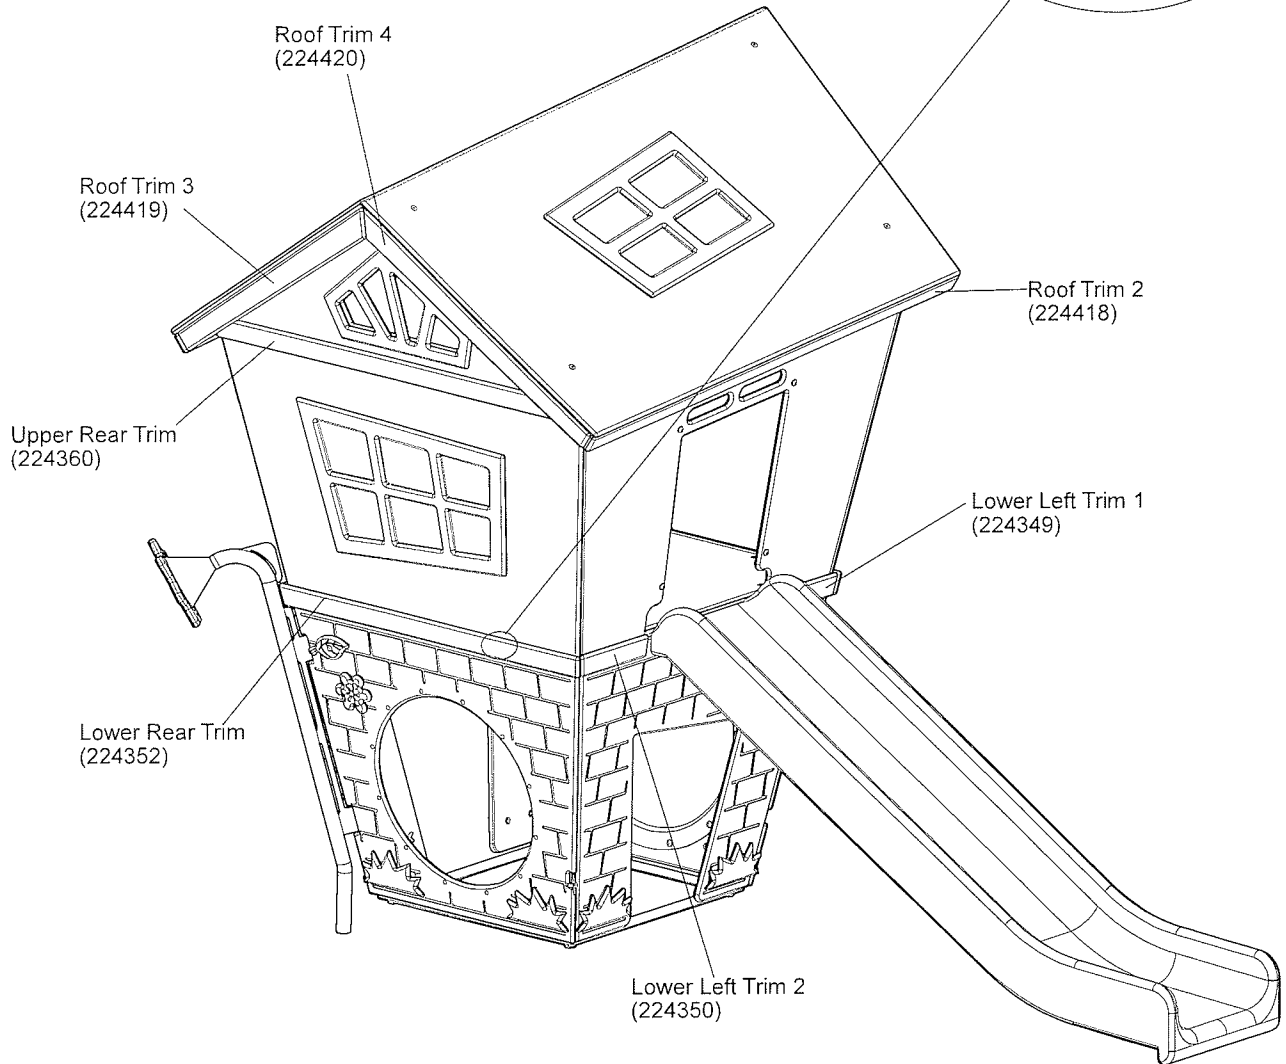 Roof Trim 4
(224420)
Roof Trim 3
(224419)
Roof Trim 2
(224418)
Upper Rear Trim
(224360)
Lower Left Trim 1
(224349)
Lower Rear Trim
(224352)
Lower Left Trim 2
(224350)